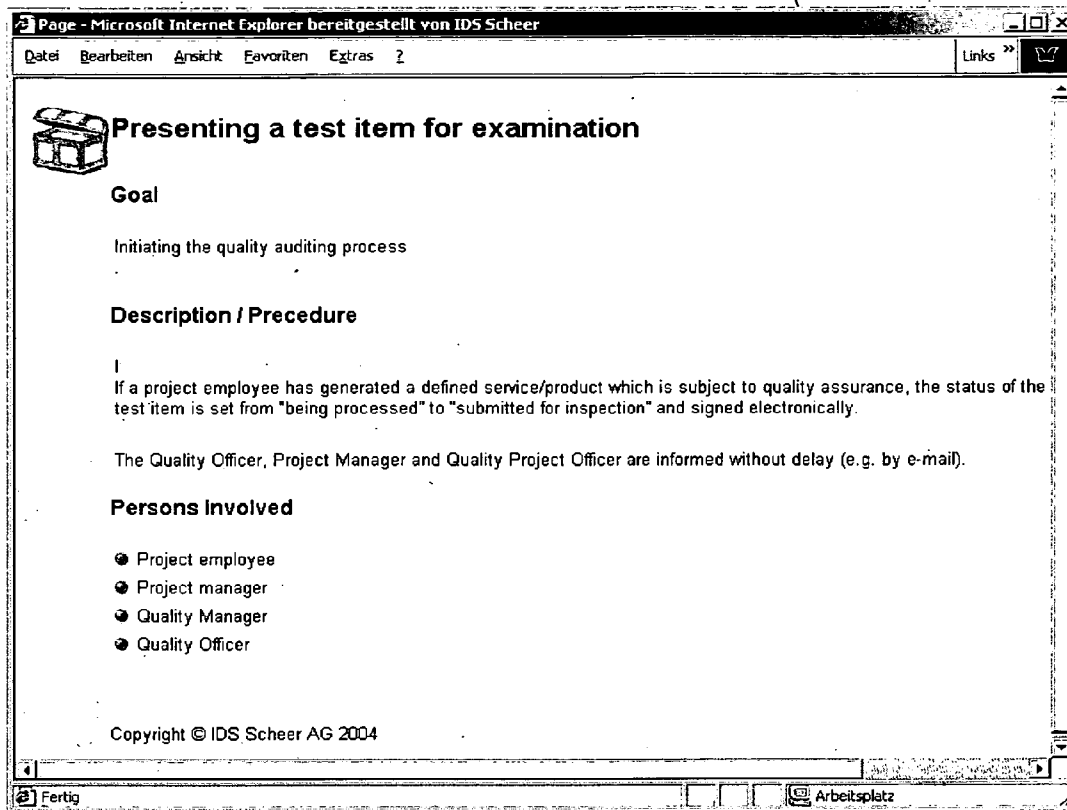 Page - Microsoft Internet Explorer bereitgestellt von IDS Scheer
Datei Bearbeiten Ansicht Favoriten Extras ?
Links »
Presenting a test item for examination
Goal
Initiating the quality auditing process
Description / Precedure
I
If a project employee has generated a defined service/product which is subject to quality assurance, the status of the
test item is set from "being processed" to "submitted for inspection" and signed electronically.
The Quality Officer, Project Manager and Quality Project Officer are informed without delay (e.g. by e-mail).
Persons Involved
Project employee
Project manager
Quality Manager
Quality Officer
Copyright © IDS Scheer AG 2004
Fertig
Arbeitsplatz